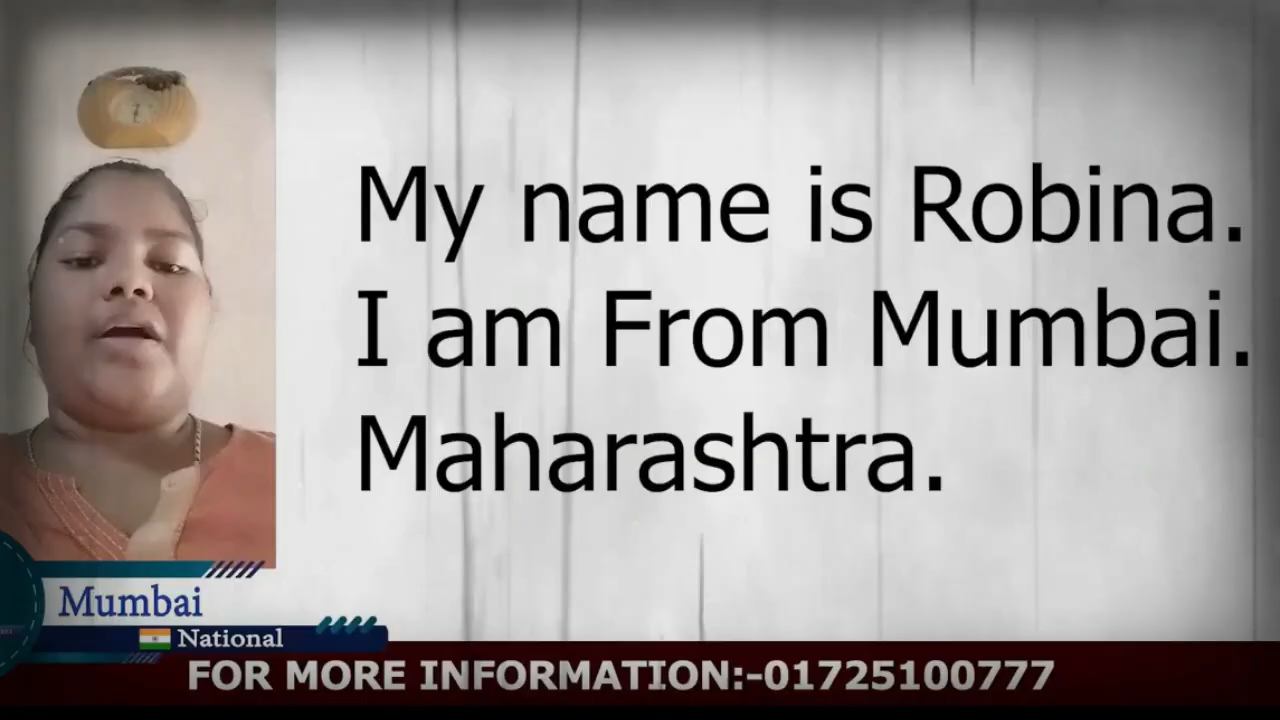 My name is Robina.
I am From Mumbai.
Maharashtra.
Mumbai
National
FOR MORE INFORMATION:-01725100777